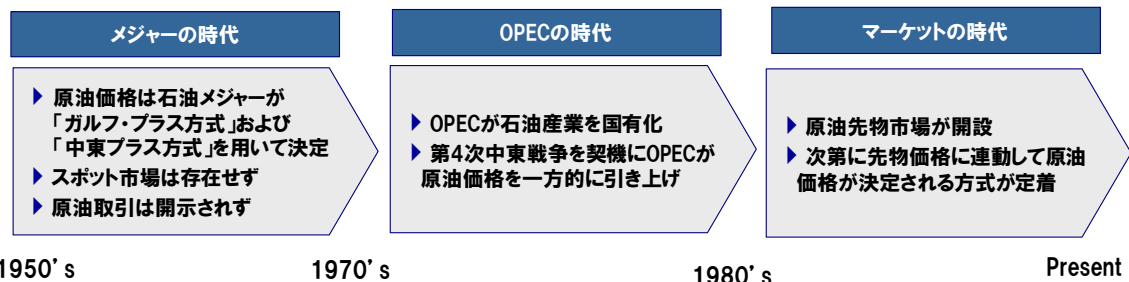 メジャーの時代
OPECの時代
マーケットの時代
原油価格は石油メジャーが
「ガルフ・プラス方式」および
「中東プラス方式」を用いて決定
スポット市場は存在せず
原油取引は開示されず
OPECが石油産業を国有化
第4次中東戦争を契機にOPECが
原油価格を一方的に引き上げ
原油先物市場が開設
次第に先物価格に連動して原油
価格が決定される方式が定着
1950’s
1970’s
1980’s
Present